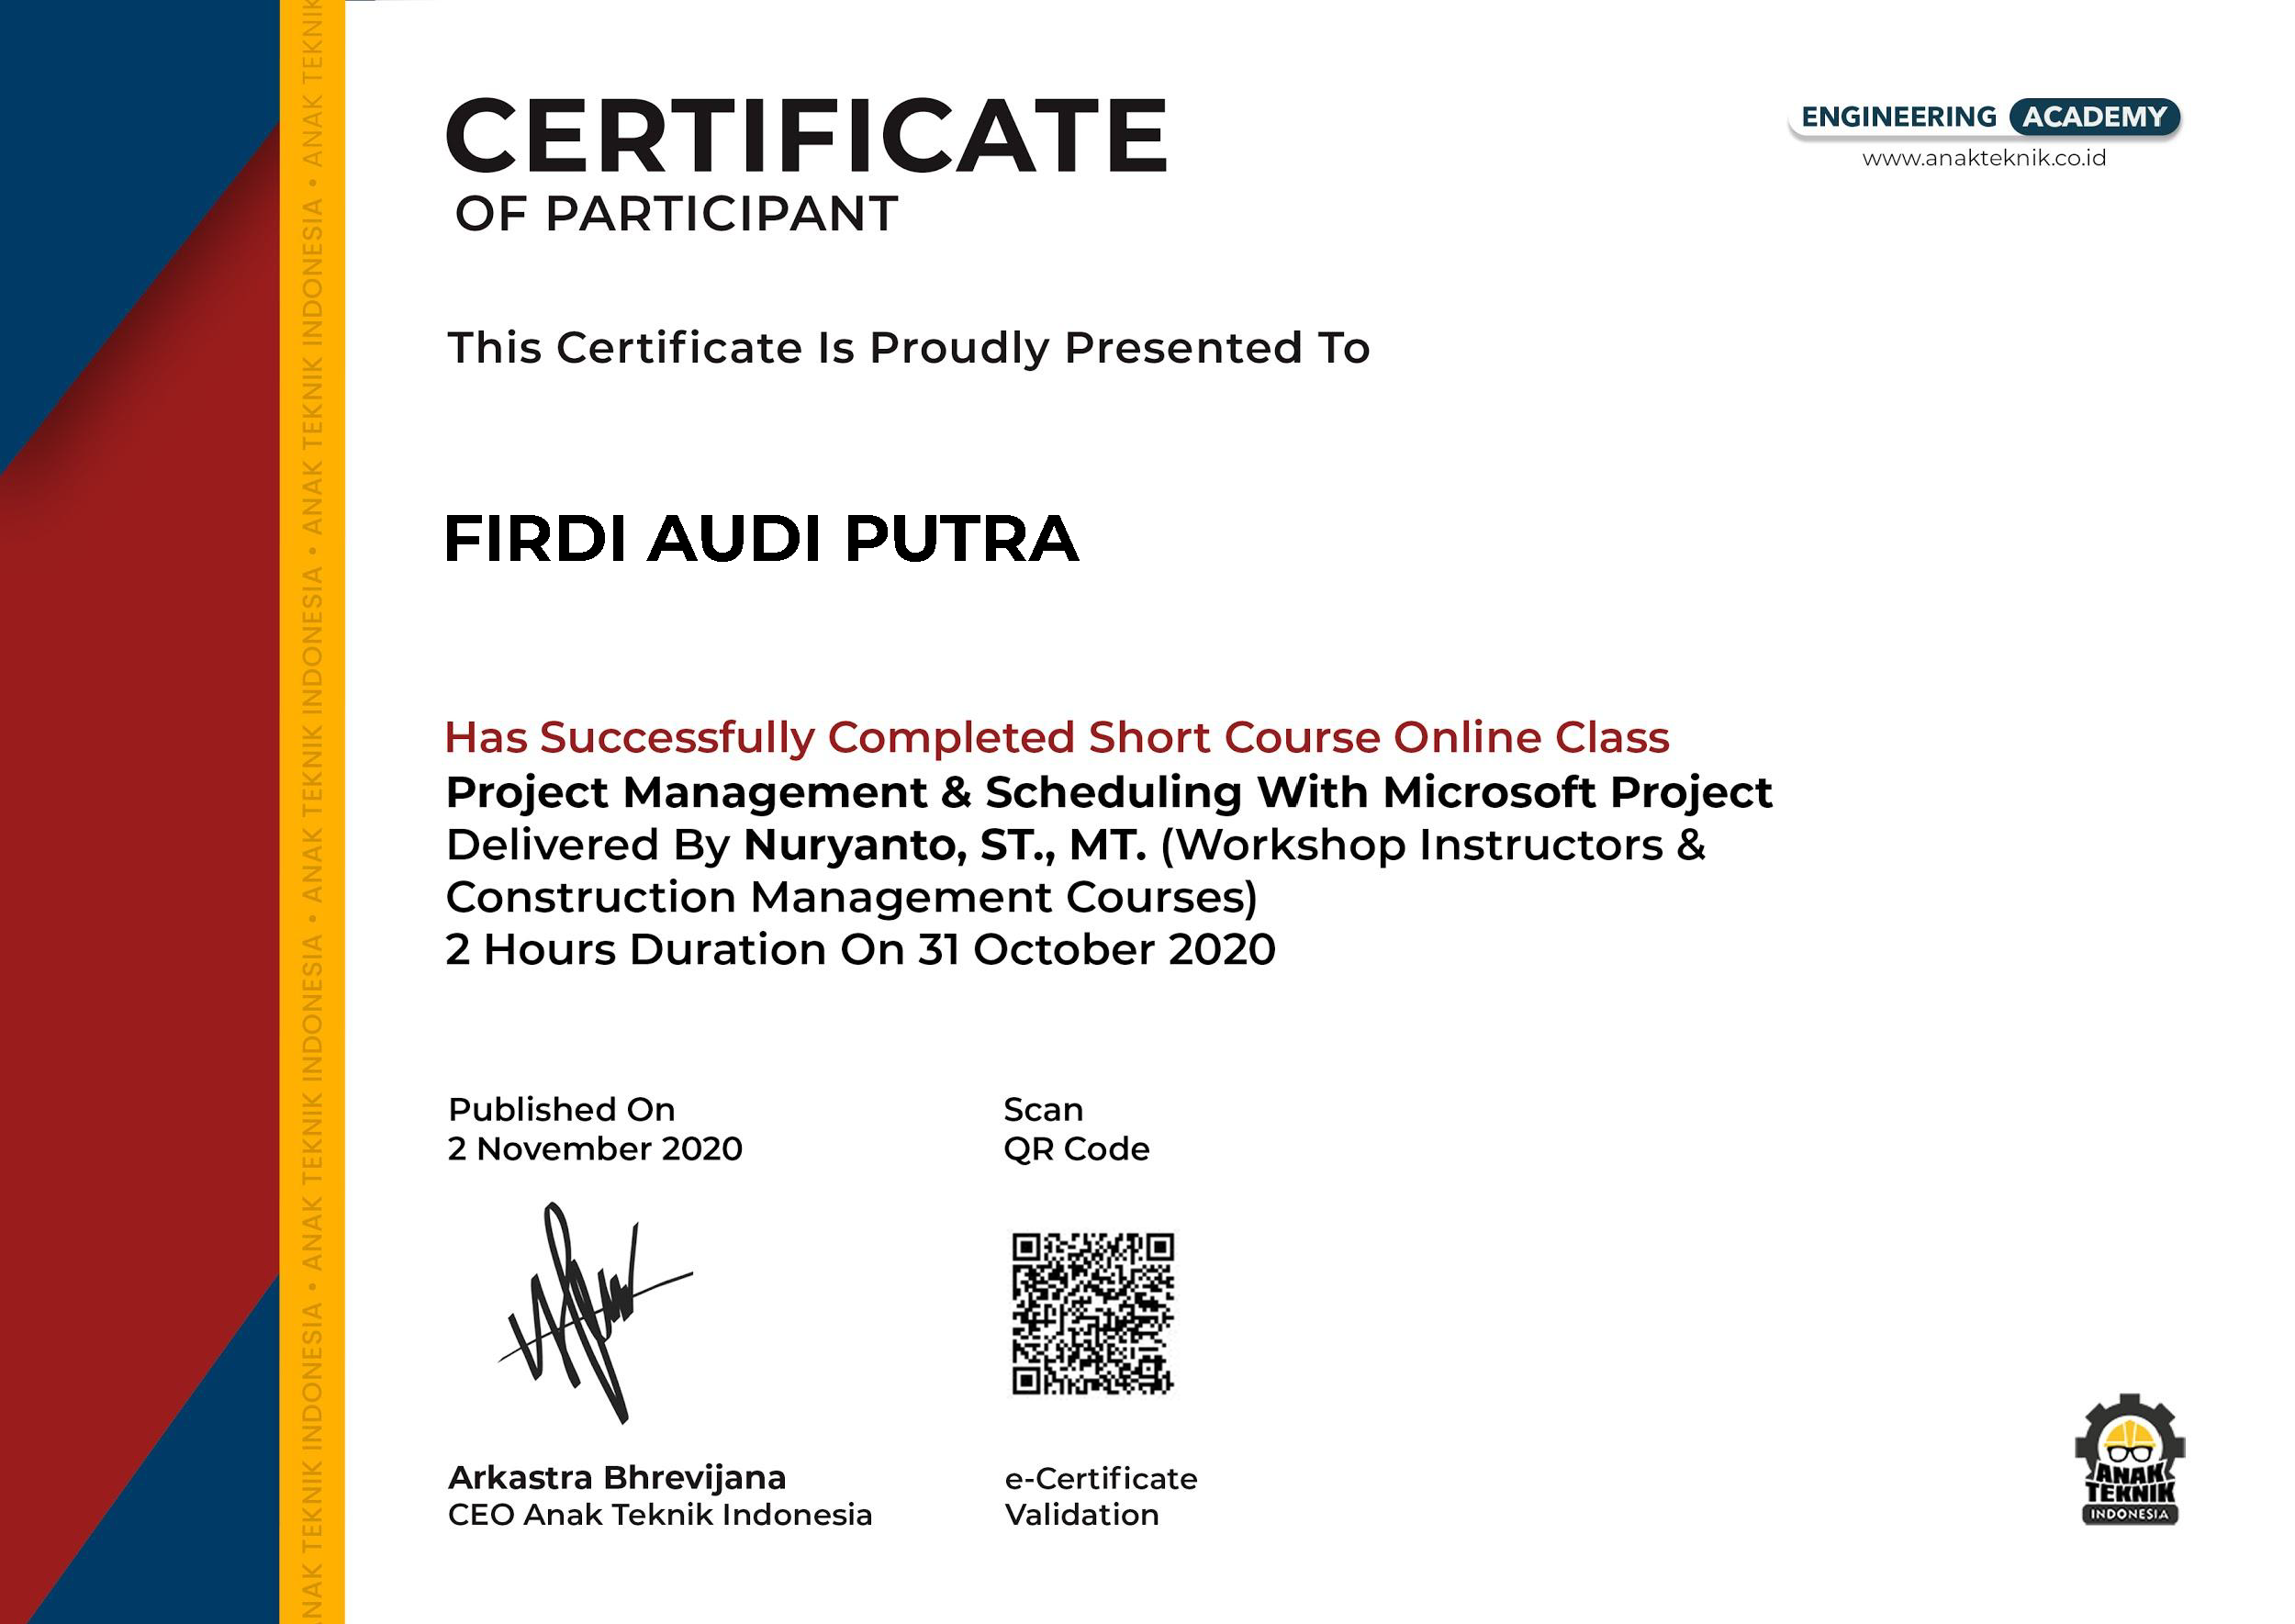 CERTIFICATE
OF PARTICIPANT
ENGINEERING ACADEMY
www.anakteknik.co.id
This Certificate Is Proudly Presented To
FIRDI AUDI PUTRA
Has Successfully Completed Short Course Online Class
Project Management & Scheduling With Microsoft Project
Delivered By Nuryanto, ST., MT. (Workshop Instructors &
Construction Management Courses)
2 Hours Duration On 31 October 2020
Published On
2 November 2020
Scan
QR Code
Arkastra Bhrevijana
CEO Anak Teknik Indonesia
e-Certificate
Validation
ANAK
TEKNIK
INDONESIA
ANAK TEKNIK INDONESIA • ANAK TEKNIK INDONESIA • ANAK TEKNIK INDONESIA • ANAK TEKNIK INDONESIA • ANAK TEKNIK